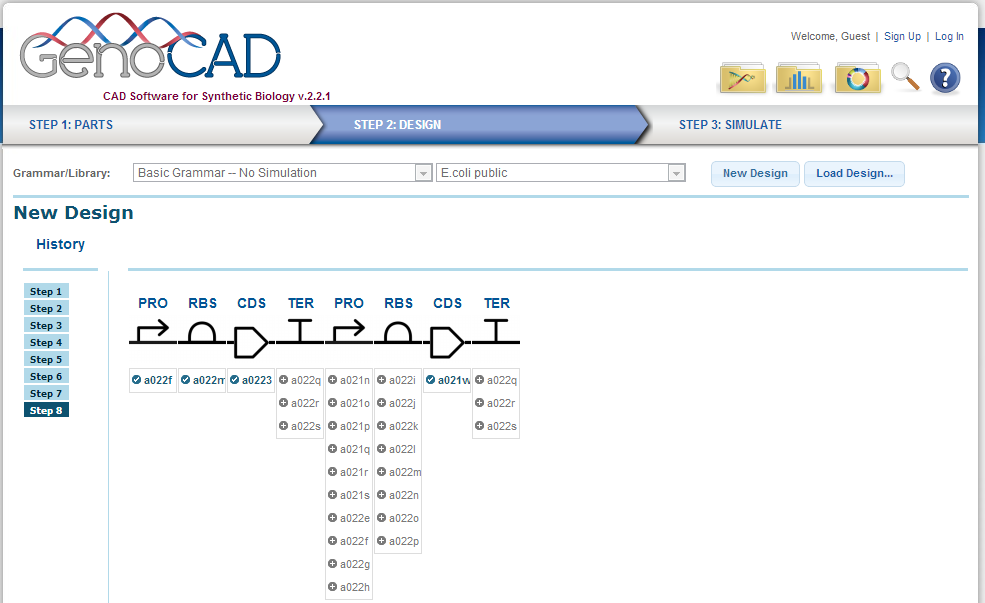 GenoCAD
CAD Software for Synthetic Biology v.2.2.1
Welcome, Guest | Sign Up | Log In
STEP 1: PARTS
STEP 2: DESIGN
STEP 3: SIMULATE
Grammar/Library:
Basic Grammar -- No Simulation
E.coli public
New Design
Load Design...
New Design
History
Step 1
Step 2
Step 3
Step 4
Step 5
Step 6
Step 7
Step 8
PRO RBS CDS TER PRO RBS CDS TER
a022f a022m a0223 a022q a021n a022i a021w a022q
a022r a021o a022j a022r
a022s a021p a022k a022s
a021q a022l
a021r a022m
a021s a022n
a022e a022o
a022f a022p
a022g
a022h